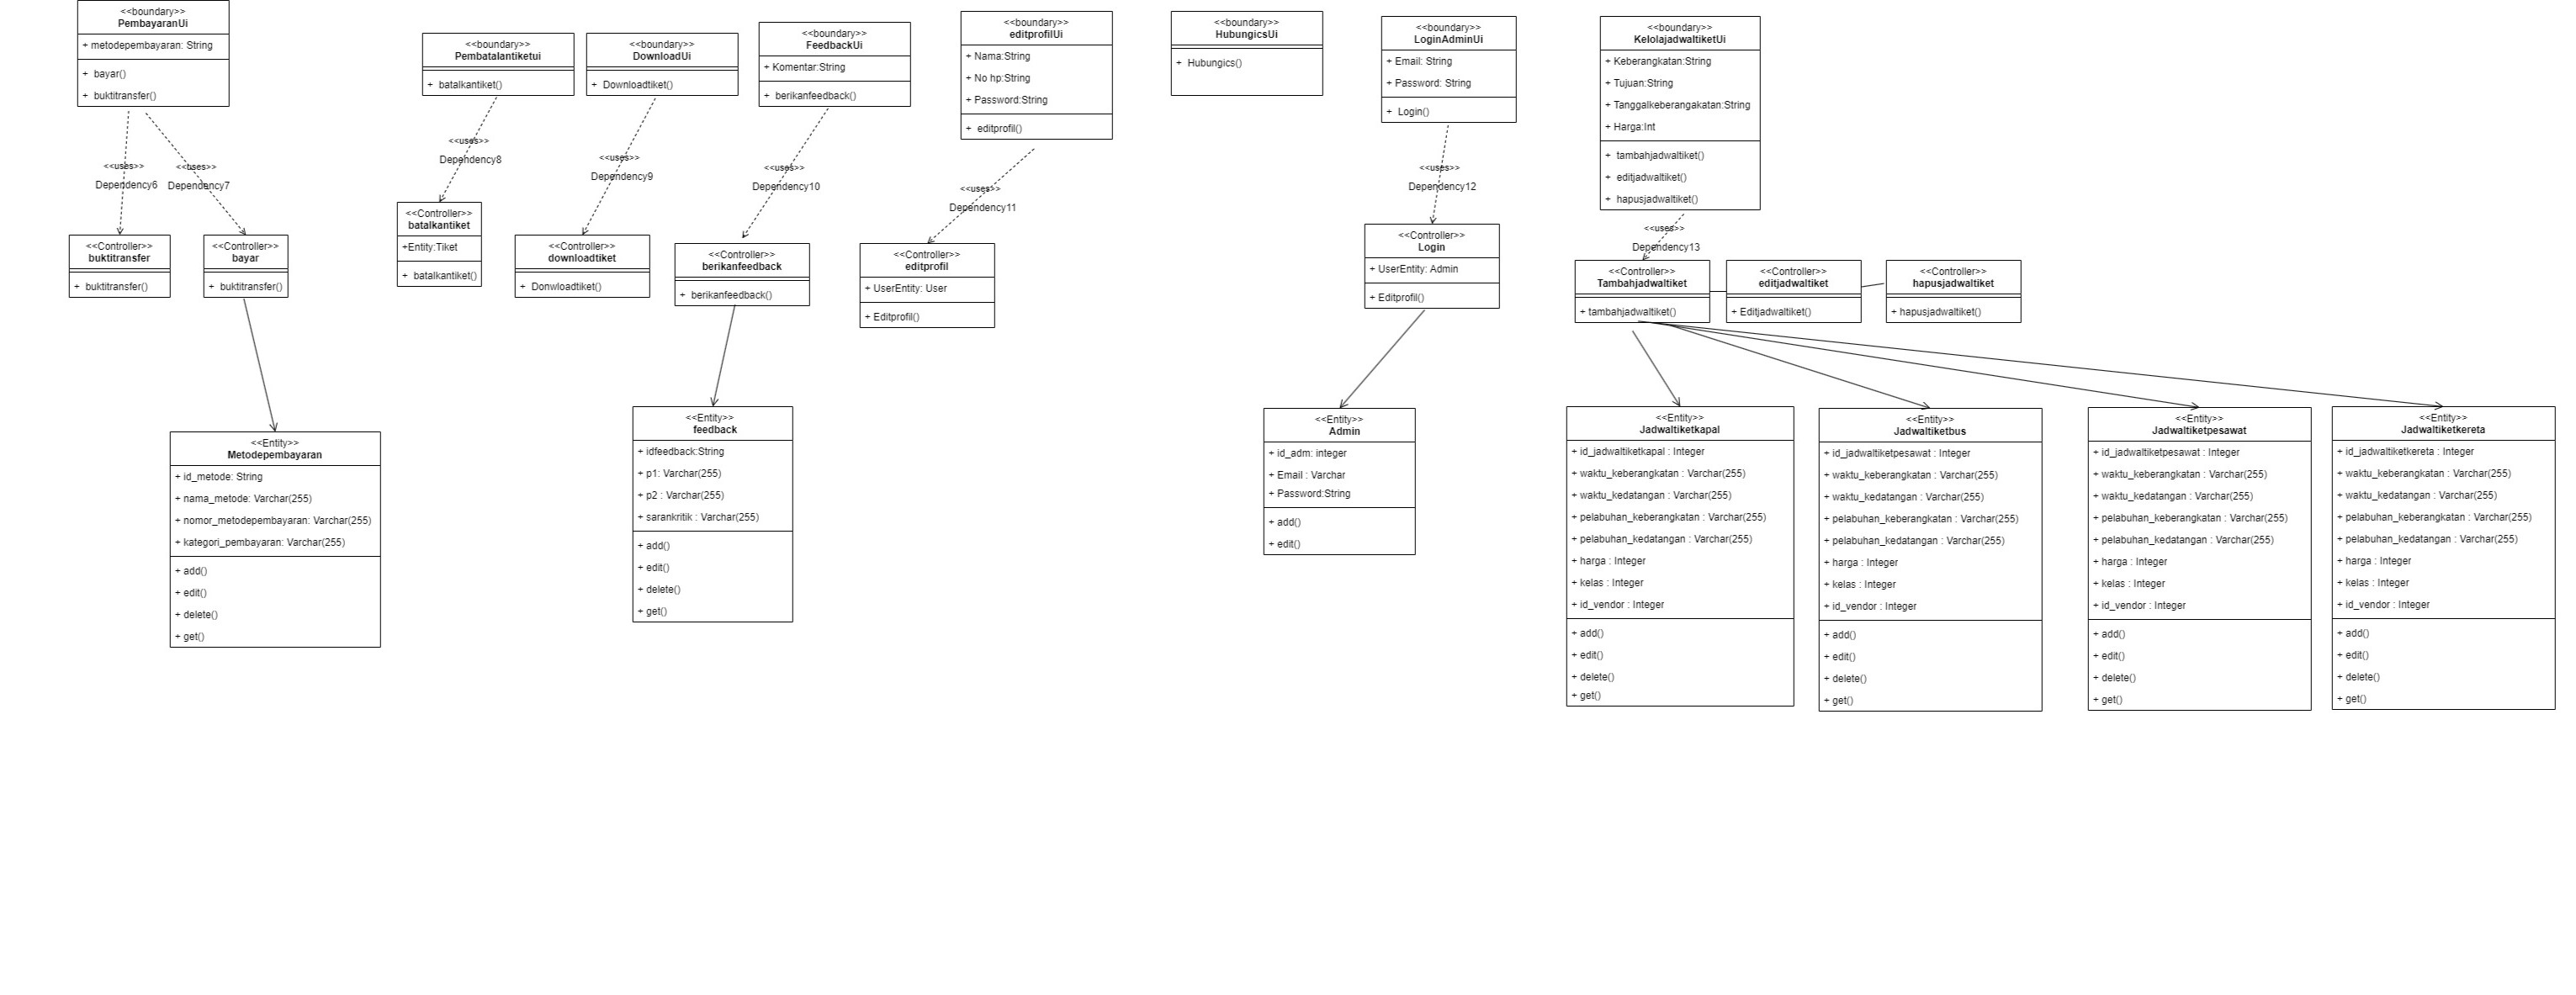 <<boundary>>
PembayaranUi
+ metodepembayaran: String
+ bayar()
+ buktitransfer()
<<boundary>>
Pembatalantiketui
+ batalkantiket()
<<boundary>>
DownloadUi
+ Downloadtiket()
<<boundary>>
FeedbackUi
+ Komentar:String
+ berikanfeedback()
<<boundary>>
editprofilUi
+ Nama:String
+ No hp:String
+ Password:String
+ editprofil()
<<boundary>>
HubungicsUi
+ Hubungics()
<<boundary>>
LoginAdminUi
+ Email: String
+ Password: String
+ Login()
<<boundary>>
KelolajadwaltiketUi
+ Keberangkatan:String
+ Tujuan:String
+ Tanggalkeberangakatan:String
+ Harga:Int
+ tambahjadwaltiket()
+ editjadwaltiket()
+ hapusjadwaltiket()
<<uses>>
Dependency6
<<uses>>
Dependency7
<<uses>>
Dependency8
<<uses>>
Dependency9
<<uses>>
Dependency10
<<uses>>
Dependency11
<<uses>>
Dependency12
<<uses>>
Dependency13
<<Controller>>
buktitransfer
+ buktitransfer()
<<Controller>>
bayar
+ buktitransfer()
<<Controller>>
batalkantiket
+Entity:Tiket
+ batalkantiket()
<<Controller>>
downloadtiket
+ Donwloadtiket()
<<Controller>>
berikanfeedback
+ berikanfeedback()
<<Controller>>
editprofil
+ UserEntity: User
+ Editprofil()
<<Controller>>
Login
+ UserEntity: Admin
+ Editprofil()
<<Controller>>
Tambahjadwaltiket
+ tambahjadwaltiket()
<<Controller>>
editjadwaltiket
+ Editjadwaltiket()
<<Controller>>
hapusjadwaltiket
+ hapusjadwaltiket()
<<Entity>>
Metodepembayaran
+ id_metode: String
+ nama_metode: Varchar(255)
+ nomor_metodepembayaran: Varchar(255)
+ kategori_pembayaran: Varchar(255)
+ add()
+ edit()
+ delete()
+ get()
<<Entity>>
feedback
+ idfeedback:String
+ p1: Varchar(255)
+ p2 : Varchar(255)
+ sarankritik : Varchar(255)
+ add()
+ edit()
+ delete()
+ get()
<<Entity>>
Admin
+ id_adm: integer
+ Email : Varchar
+ Password:String
+ add()
+ edit()
<<Entity>>
Jadwaltiketkapal
+ id_jadwaltiketkapal : Integer
+ waktu_keberangkatan : Varchar(255)
+ waktu_kedatangan : Varchar(255)
+ pelabuhan_keberangkatan : Varchar(255)
+ pelabuhan_kedatangan : Varchar(255)
+ harga : Integer
+ kelas : Integer
+ id_vendor : Integer
+ add()
+ edit()
+ delete()
+ get()
<<Entity>>
Jadwaltiketbus
+ id_jadwaltiketpesawat : Integer
+ waktu_keberangkatan : Varchar(255)
+ waktu_kedatangan : Varchar(255)
+ pelabuhan_keberangkatan : Varchar(255)
+ pelabuhan_kedatangan : Varchar(255)
+ harga : Integer
+ kelas : Integer
+ id_vendor : Integer
+ add()
+ edit()
+ delete()
+ get()
<<Entity>>
Jadwaltiketpesawat
+ id_jadwaltiketpesawat : Integer
+ waktu_keberangkatan : Varchar(255)
+ waktu_kedatangan : Varchar(255)
+ pelabuhan_keberangkatan : Varchar(255)
+ pelabuhan_kedatangan : Varchar(255)
+ harga : Integer
+ kelas : Integer
+ id_vendor : Integer
+ add()
+ edit()
+ delete()
+ get()
<<Entity>>
Jadwaltiketkereta
+ id_jadwaltiketkereta : Integer
+ waktu_keberangkatan : Varchar(255)
+ waktu_kedatangan : Varchar(255)
+ pelabuhan_keberangkatan : Varchar(255)
+ pelabuhan_kedatangan : Varchar(255)
+ harga : Integer
+ kelas : Integer
+ id_vendor : Integer
+ add()
+ edit()
+ delete()
+ get()